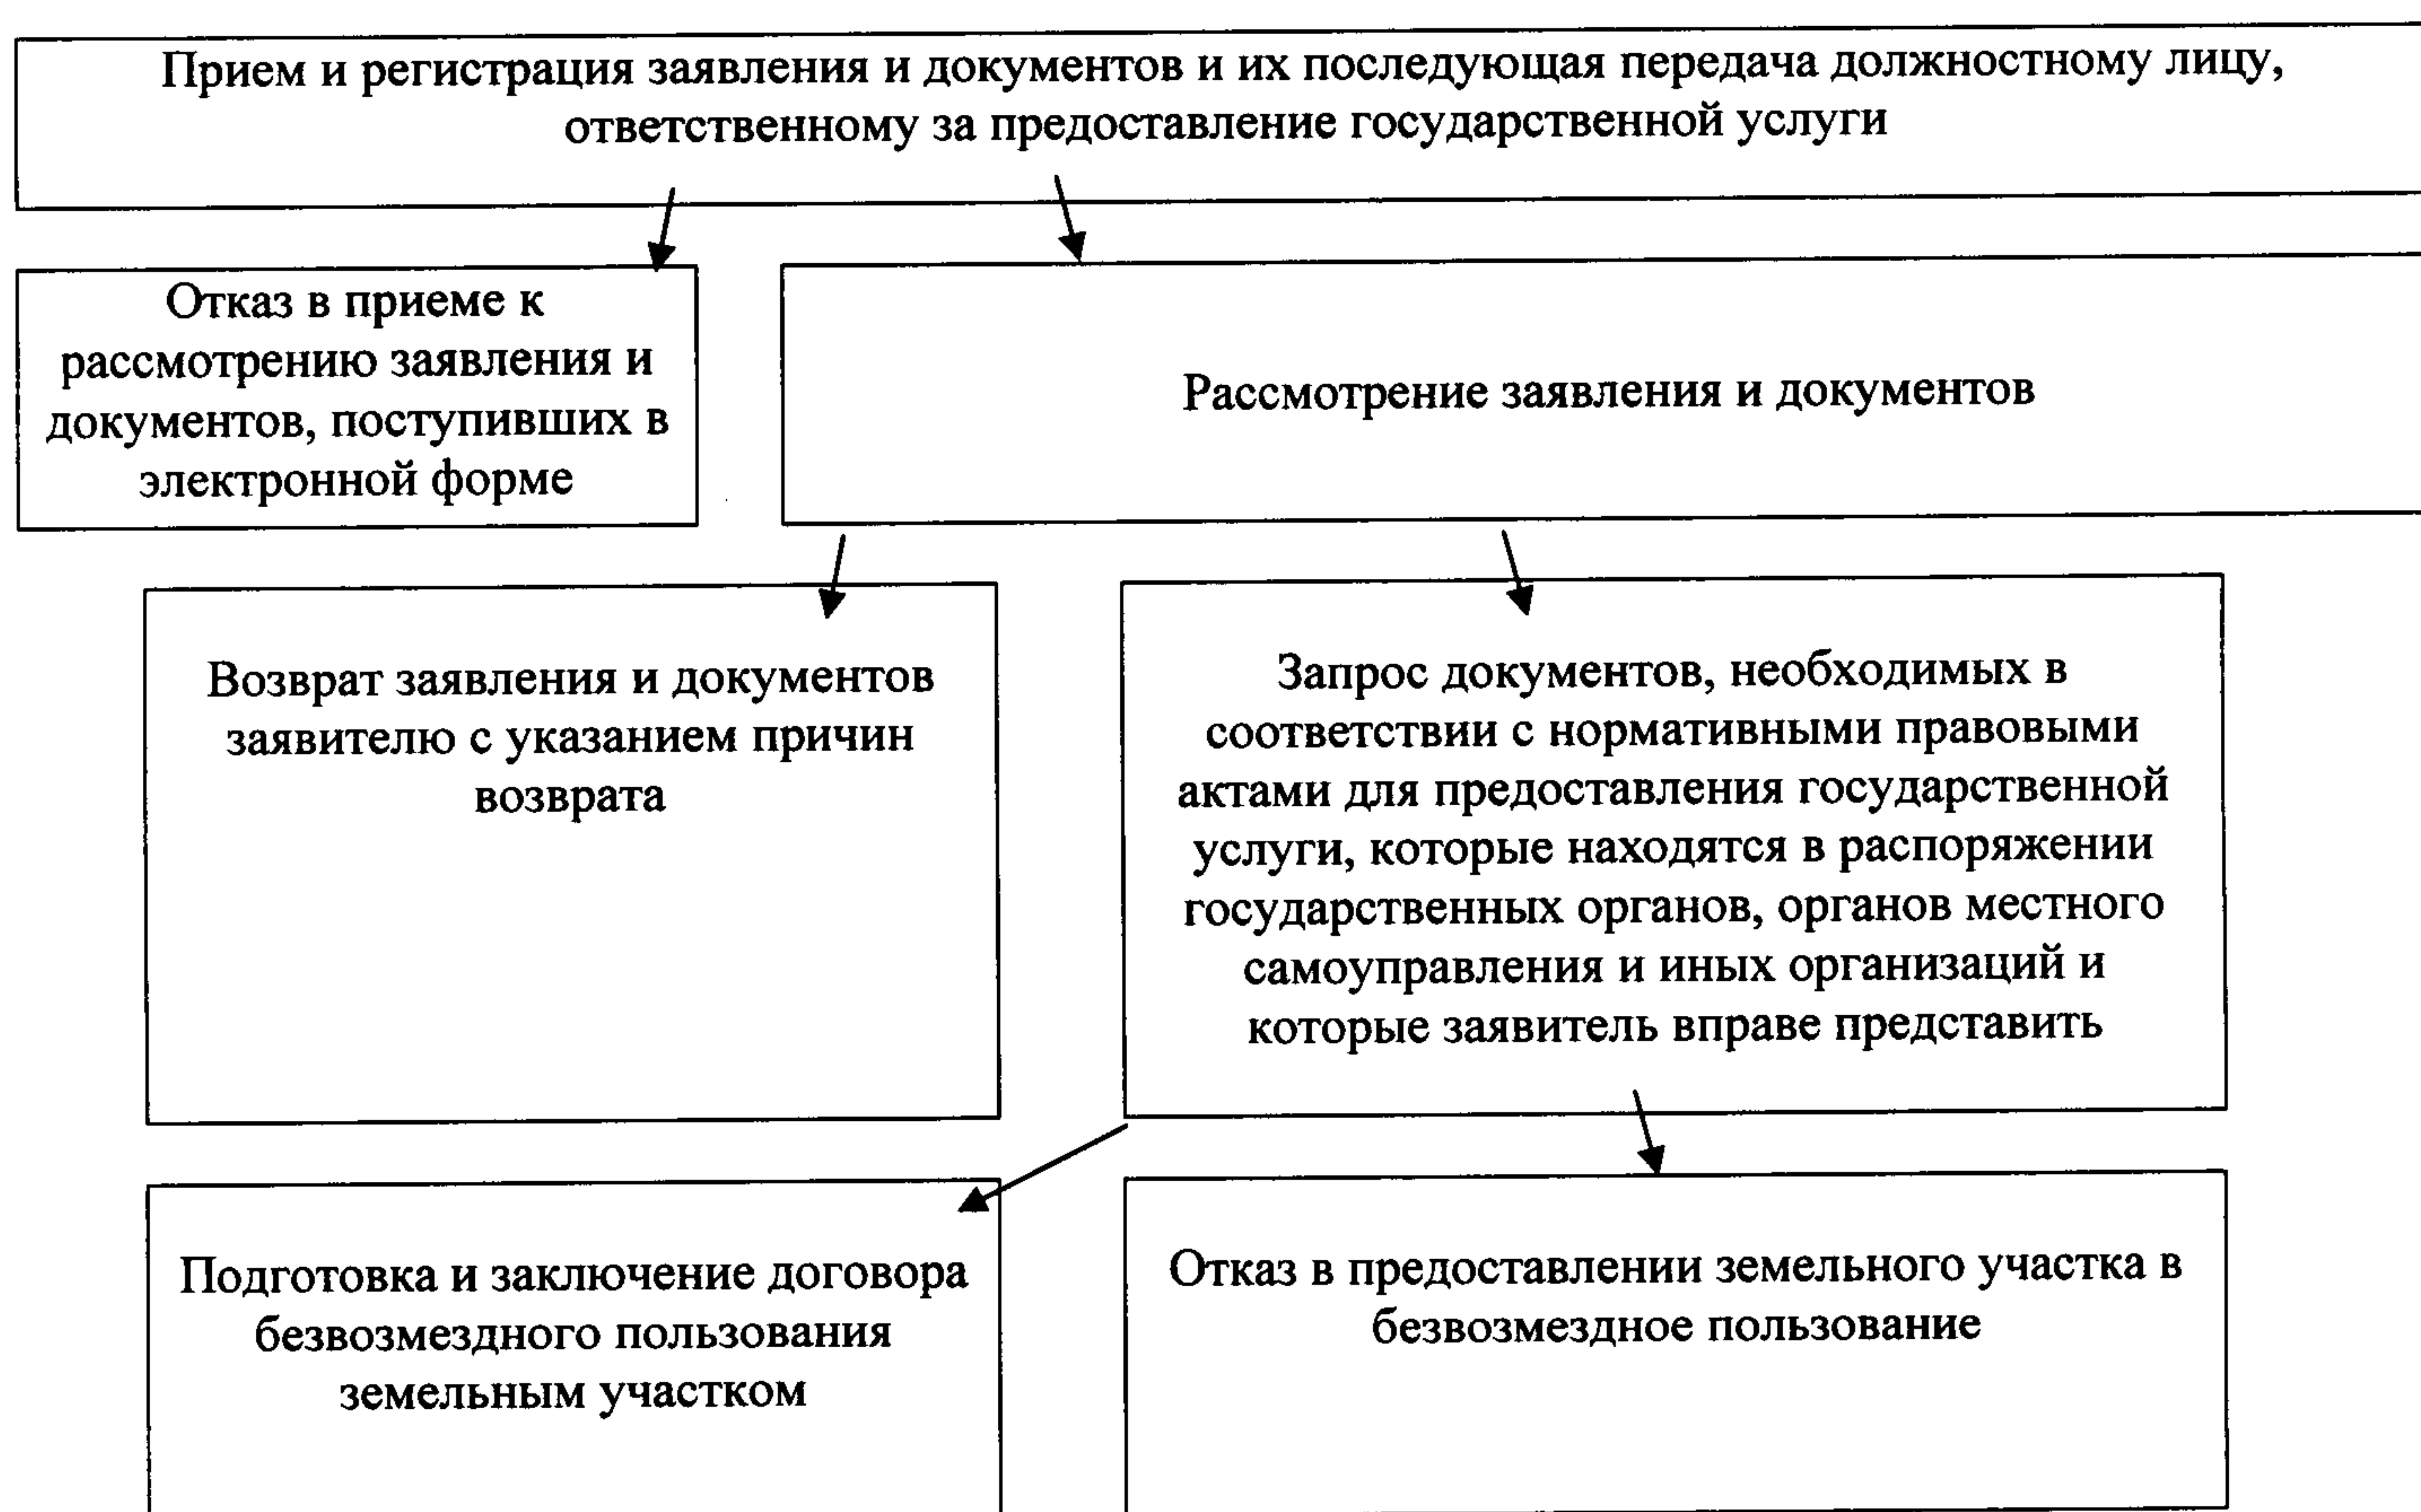 Прием и регистрация заявления и документов и их последующая передача должностному лицу,
ответственному за предоставление государственной услуги
Отказ в приеме к
рассмотрению заявления и
документов, поступивших в
электронной форме
Рассмотрение заявления и документов
Возврат заявления и документов
заявителю с указанием причин
возврата
Запрос документов, необходимых в
соответствии с нормативными правовыми
актами для предоставления государственной
услуги, которые находятся в распоряжении
государственных органов, органов местного
самоуправления и иных организаций и
которые заявитель вправе представить
Подготовка и заключение договора
безвозмездного пользования
земельным участком
Отказ в предоставлении земельного участка в
безвозмездное пользование